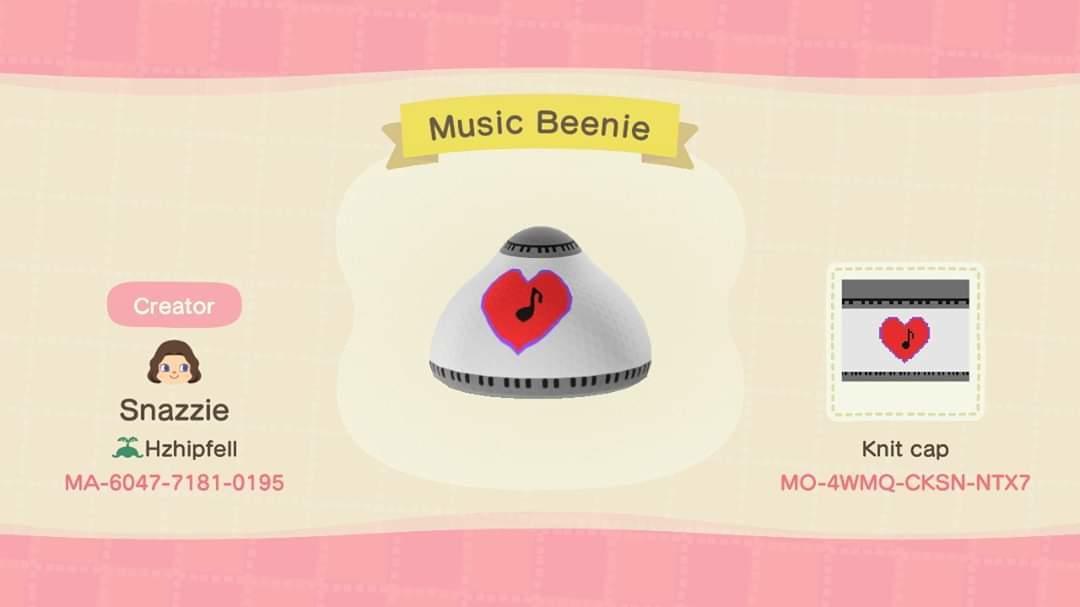 Music Beenie
Creator
Snazzie
Hzhipfell
MA-6047-7181-0195
Knit cap
MO-4WMQ-CKSN-NTX7